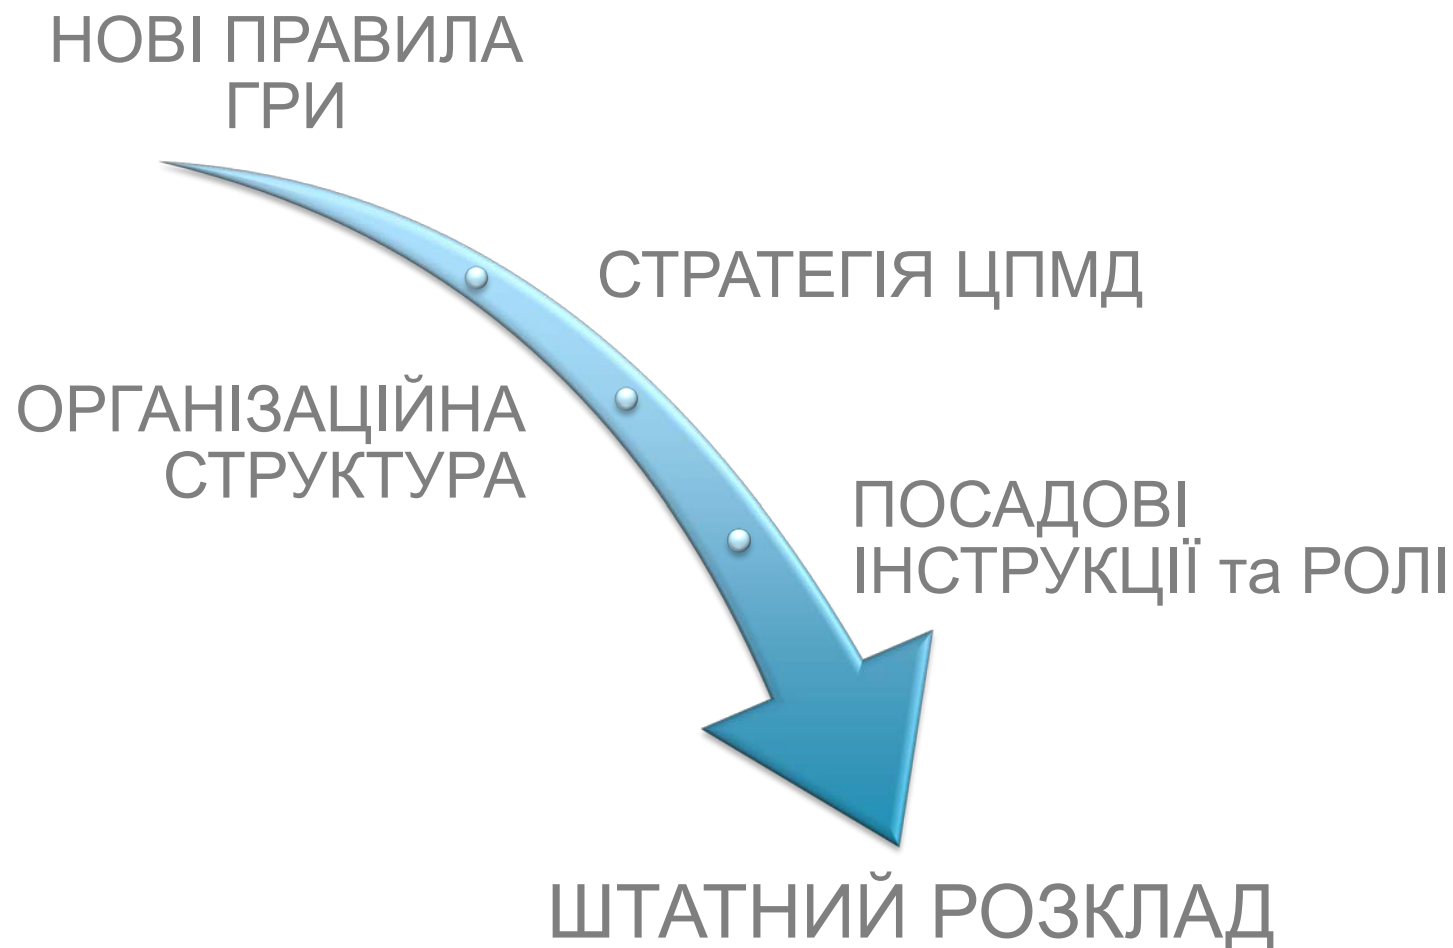 НОВІ ПРАВИЛА
ГРИ
СТРАТЕГІЯ ЦПМД
ОРГАНІЗАЦІЙНА
СТРУКТУРА
ПОСАДОВІ
ІНСТРУКЦІЇ та РОЛІ
ШТАТНИЙ РОЗКЛАД